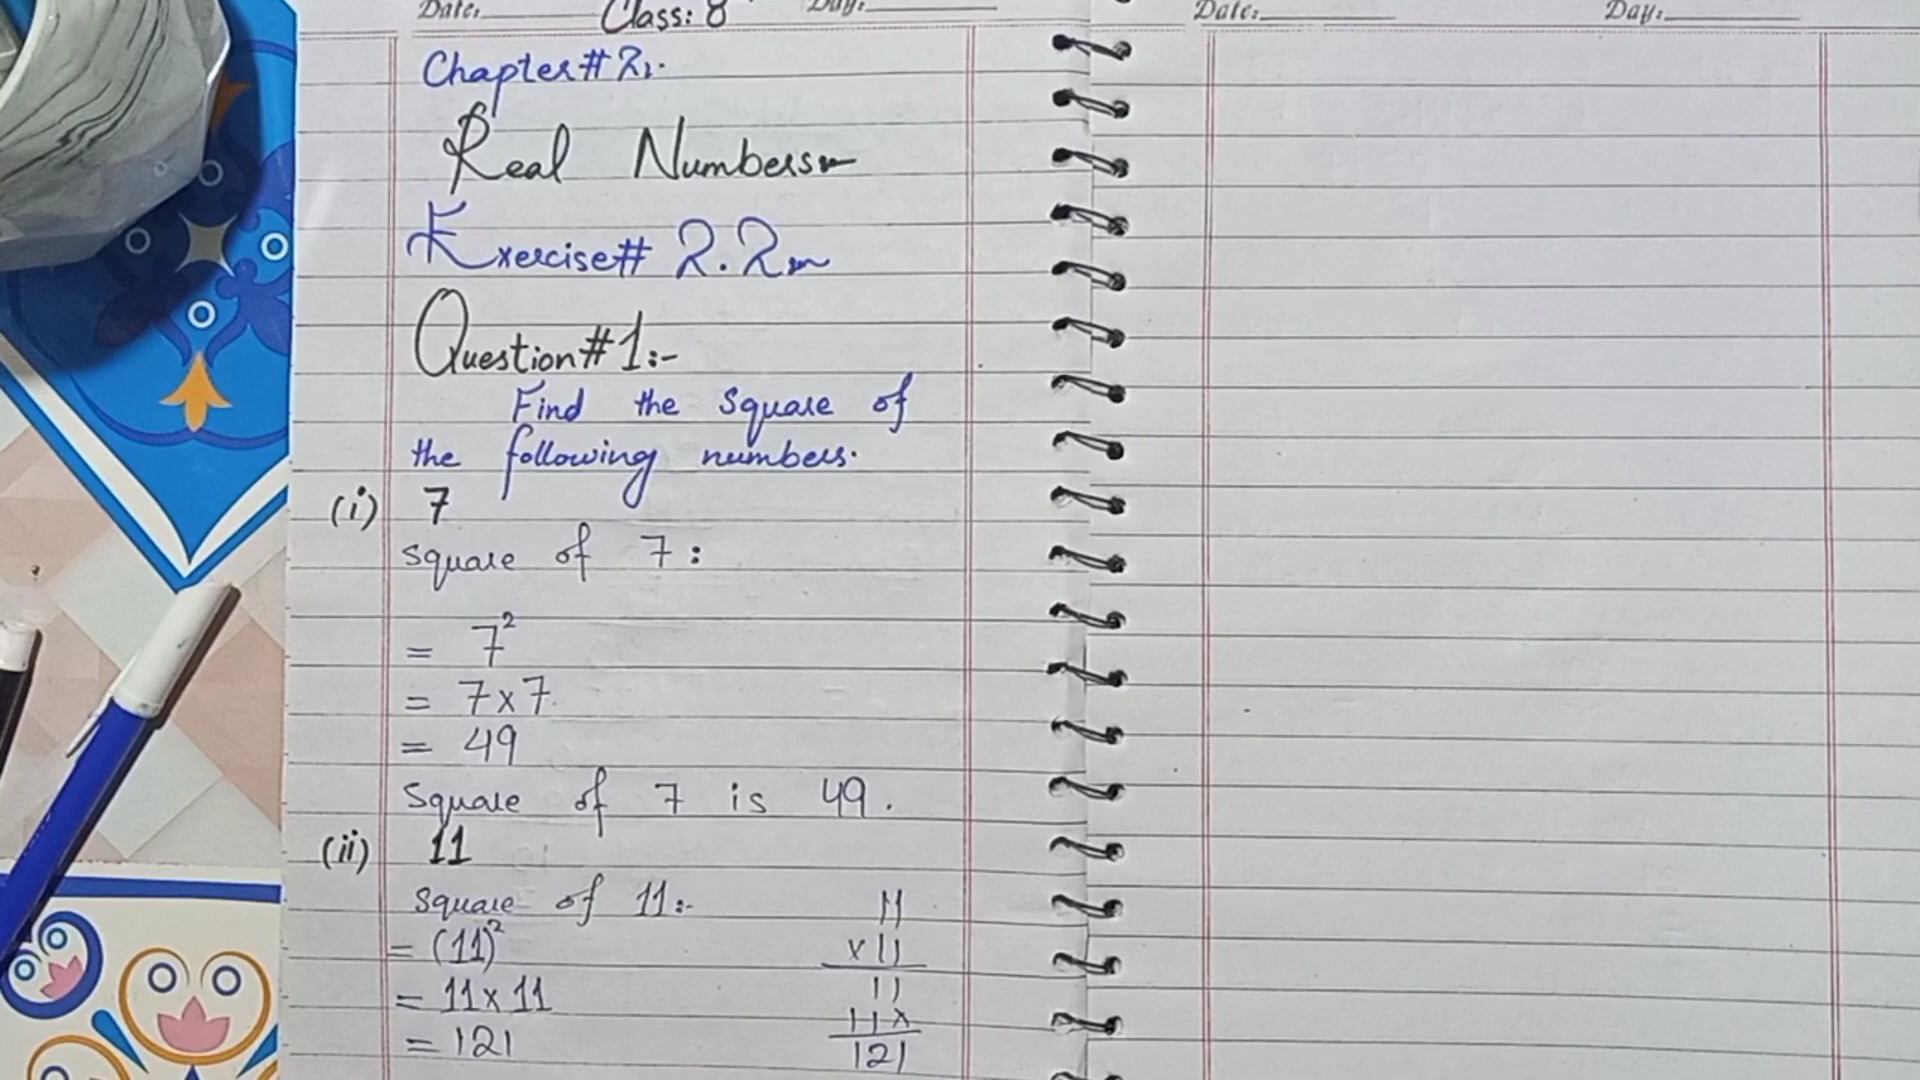 Date: Class: 8 Day:
Chapter# 2.
Real Numbers
Exercise# 2.2
Question#1:-
Find the square of
the following numbers.
(i) 7
square of 7:
= 7²
= 7×7
= 49
Square of 7 is 49.
(ii) 11
Square of 11:-
= (11)²
= 11×11
= 121
11
×11
11
11×
121
Date: Day: